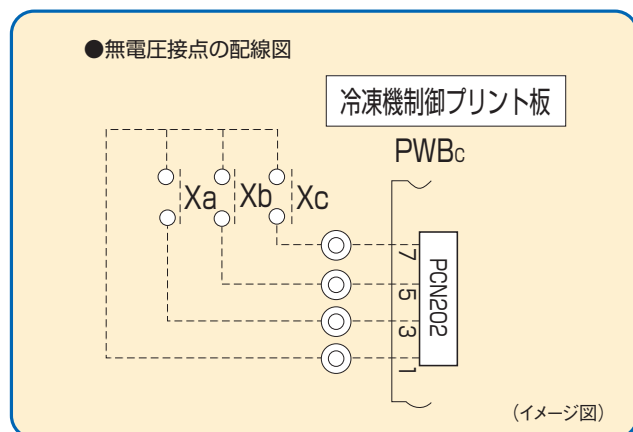 ●無電圧接点の配線図
冷凍機制御プリント板
PWBc
Xa Xb Xc
7
5
3
1
PCN202
(イメージ図)